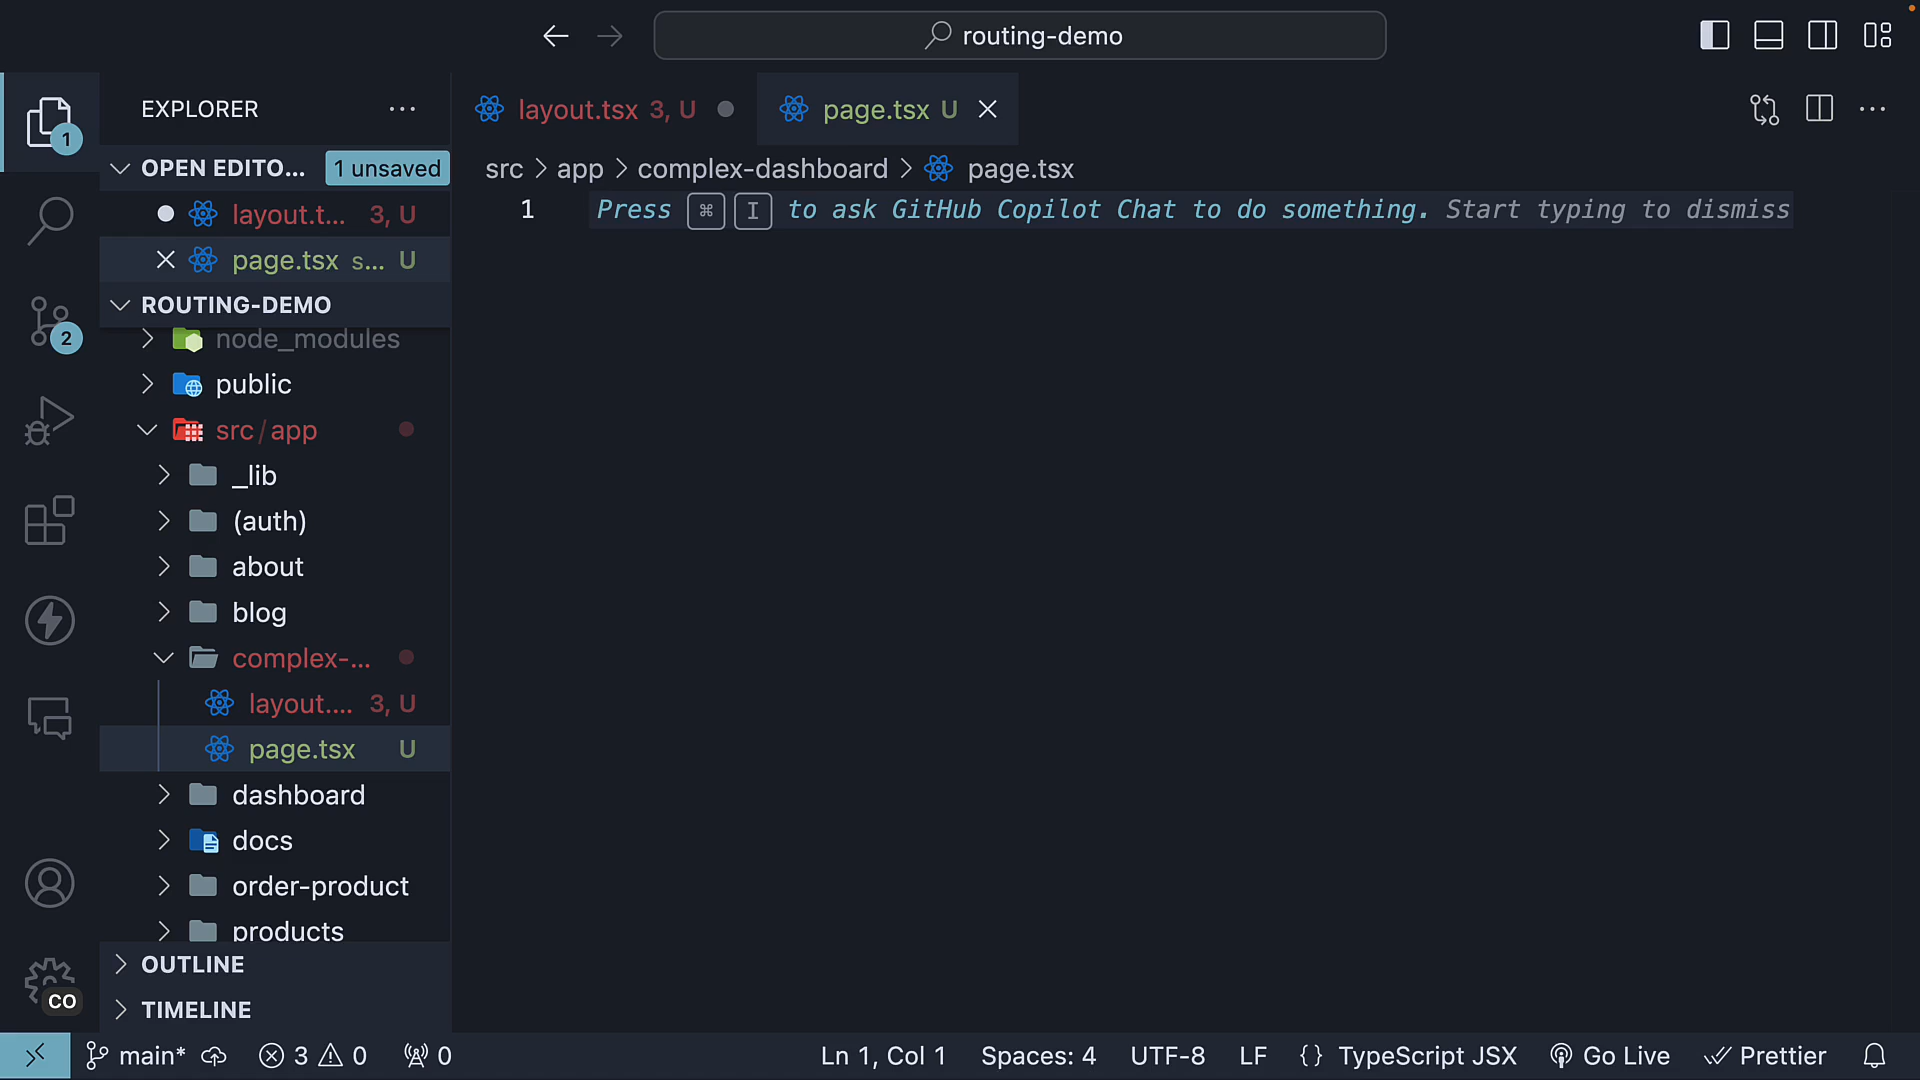 routing-demo
EXPLORER
layout.tsx 3, U
page.tsx U
1
OPEN EDITO... 1 unsaved
src > app > complex-dashboard > page.tsx
layout.t... 3, U
1 Press ⌘ I to ask GitHub Copilot Chat to do something. Start typing to dismiss
page.tsx s... U
ROUTING-DEMO
2
node_modules
public
src/app
_lib
(auth)
about
blog
complex-...
layout.... 3, U
page.tsx U
dashboard
docs
order-product
products
OUTLINE
CO
TIMELINE
main* 3 0 0 Ln 1, Col 1 Spaces: 4 UTF-8 LF {} TypeScript JSX Go Live Prettier